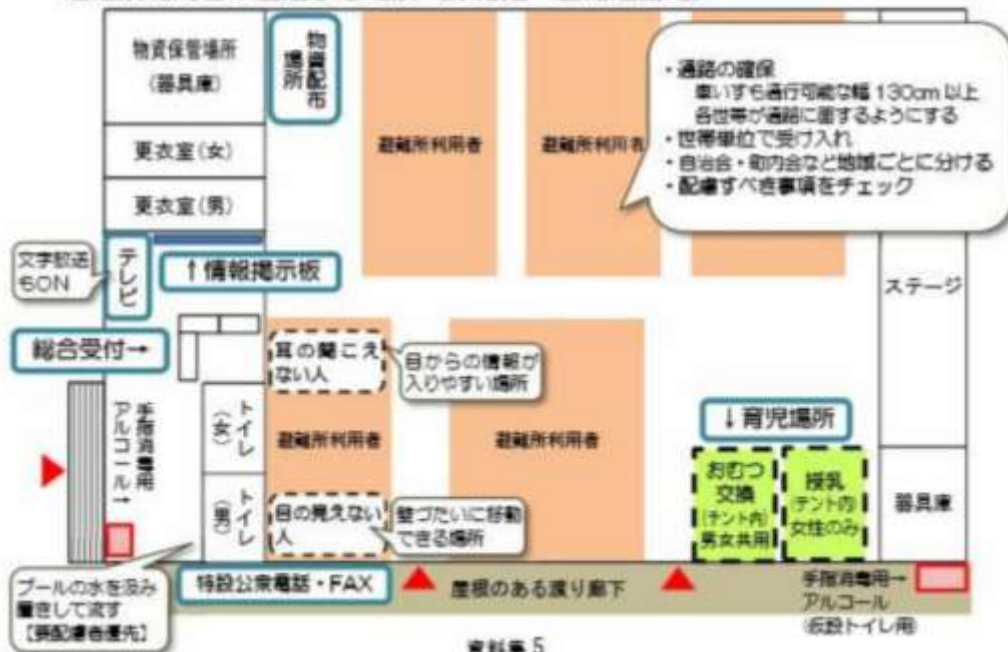 物資保管場所
(器具庫)
物資配布
場所
更衣室(女)
更衣室(男)
避難所利用者
避難所利用者
・通路の確保
車いすも通行可能な幅130cm以上
各世帯が通路に面するようにする
・世帯単位で受け入れ
・自治会・町内会など地域ごとに分ける
・配慮すべき事項をチェック
文字放送
もON
テレビ
↑情報掲示板
ステージ
総合受付→
耳の聞こえ
ない人
目からの情報が
入りやすい場所
手指消毒用
アルコール→
トイレ
(女)
避難所利用者
避難所利用者
↓育児場所
おむつ
交換
(テント内)
男女共用
授乳
(テント内)
女性のみ
器具庫
トイレ
(男)
目の見えない
人
壁づたいに移動
できる場所
プールの水を汲み
置きして流す
【要配慮者優先】
特設公衆電話・FAX
屋根のある渡り廊下
手指消毒用→
アルコール
(仮設トイレ用)
資料集5